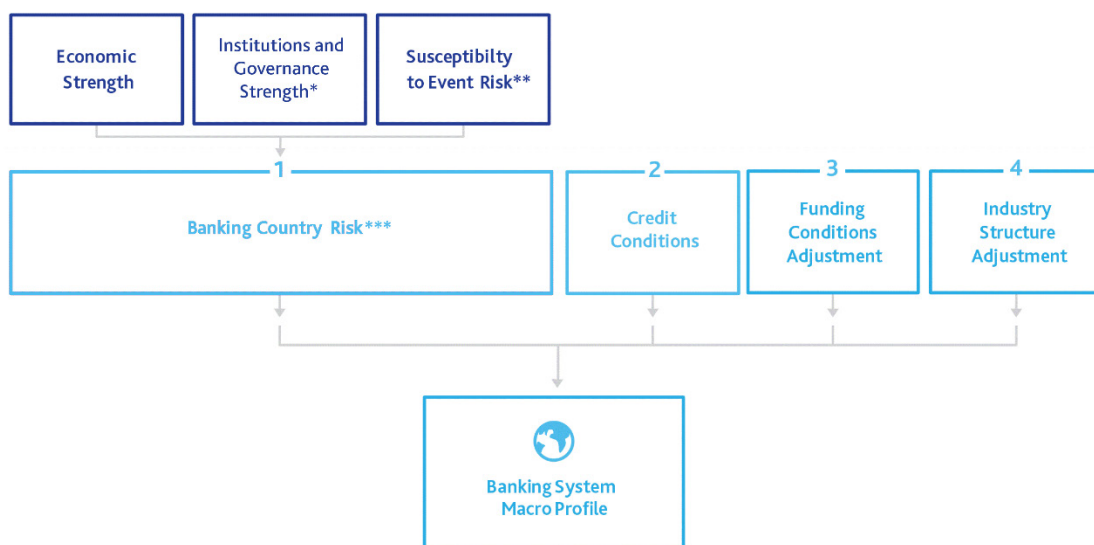 Economic
Strength
Institutions and
Governance
Strength*
Susceptibilty
to Event Risk**
1
Banking Country Risk***
2
Credit
Conditions
3
Funding
Conditions
Adjustment
4
Industry
Structure
Adjustment
Banking System
Macro Profile